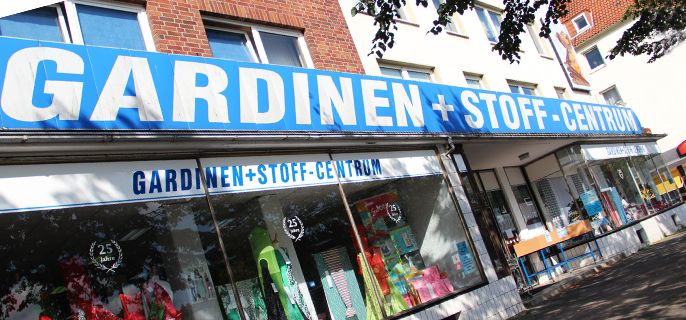 GARDINEN + STOFF-CENTRUM
GARDINEN+STOFF-CENTRUM
25
Jahre
25
25